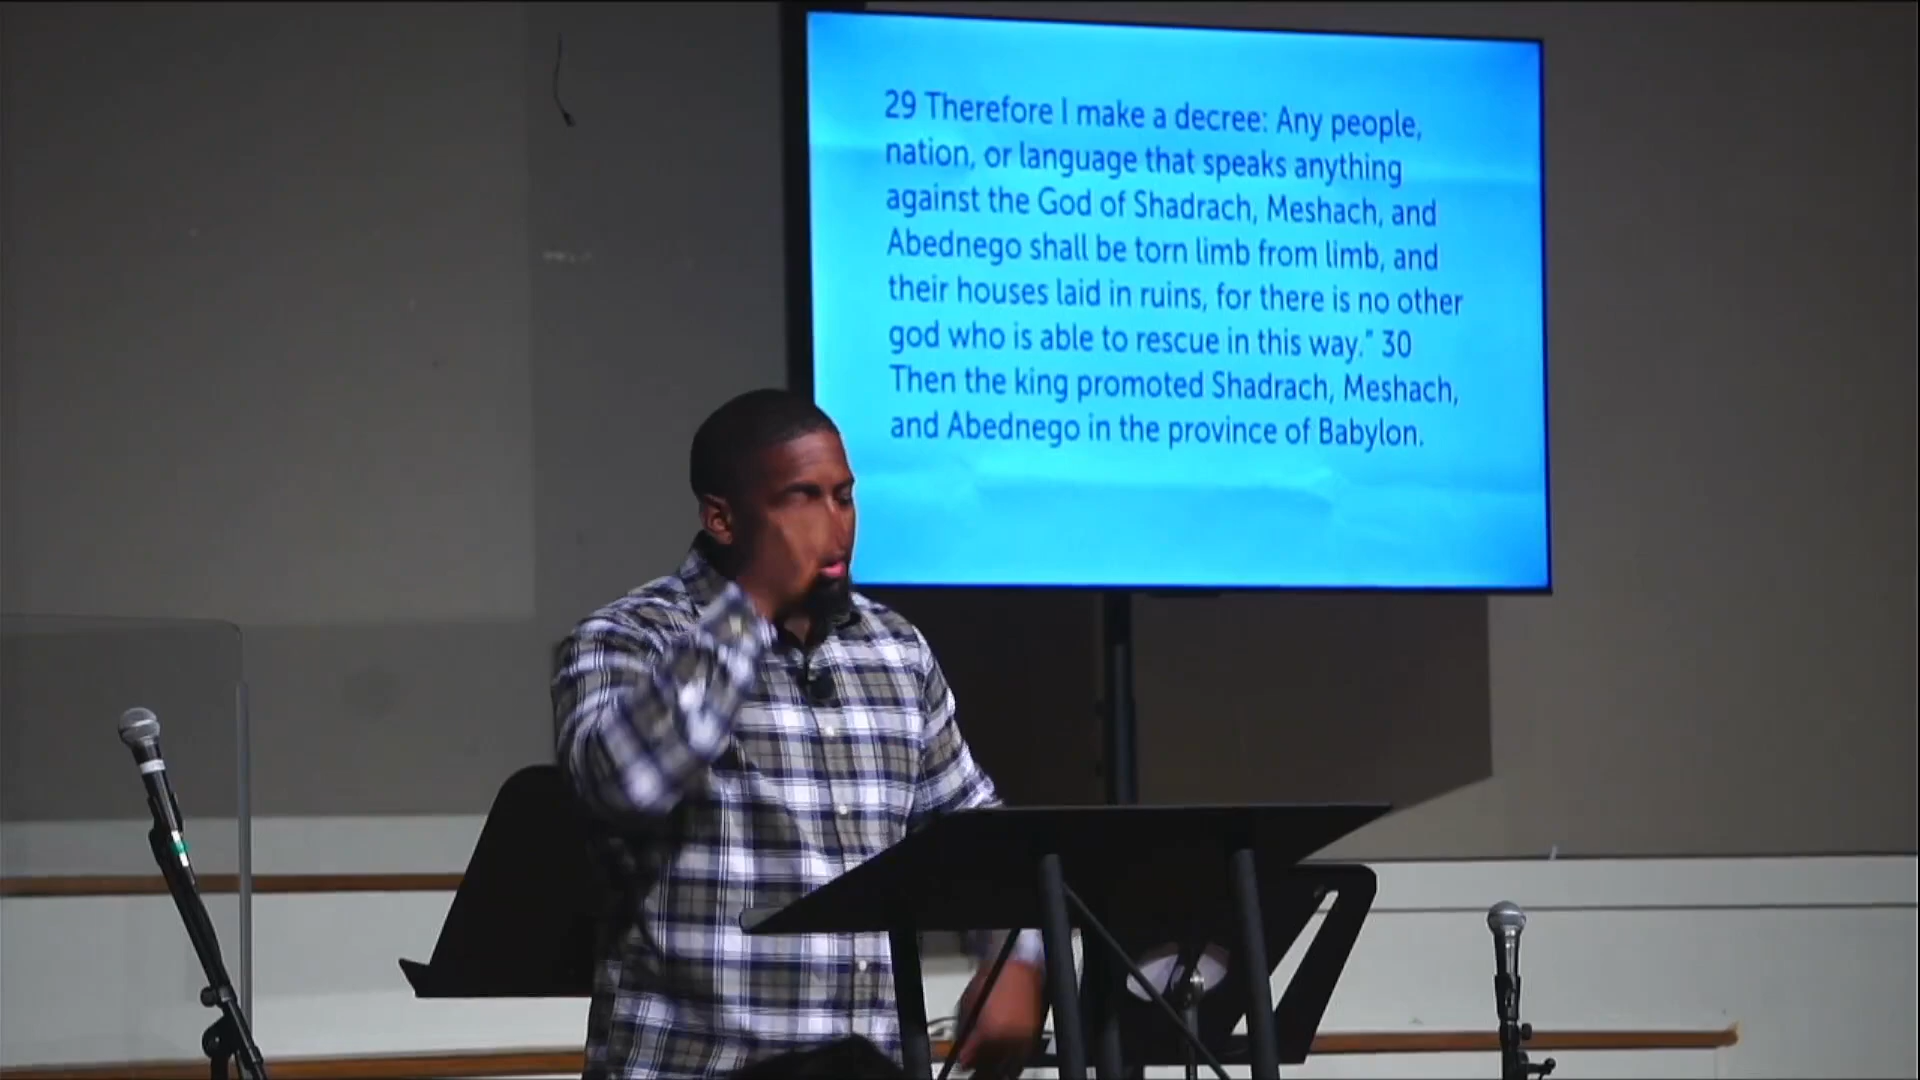 29 Therefore I make a decree: Any people,
nation, or language that speaks anything
against the God of Shadrach, Meshach, and
Abednego shall be torn limb from limb, and
their houses laid in ruins, for there is no other
god who is able to rescue in this way.” 30
Then the king promoted Shadrach, Meshach,
and Abednego in the province of Babylon.